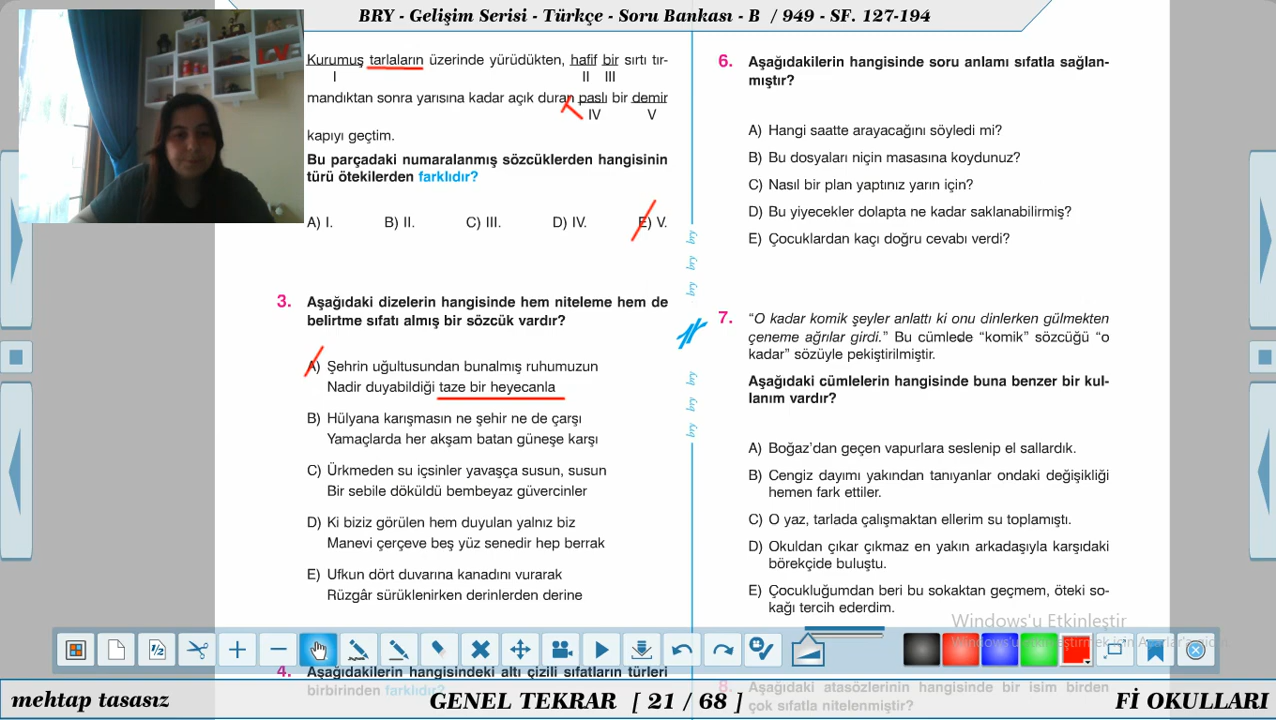 BRY - Gelişim Serisi - Türkçe - Soru Bankası - B / 949 - SF. 127-194
Kurumuş tarlaların üzerinde yürüdükten, hafif bir sırtı tır-
I II III
mandıktan sonra yarısına kadar açık duran paslı bir demir
IV V
kapıyı geçtim.
Bu parçadaki numaralanmış sözcüklerden hangisinin
türü ötekilerden farklıdır?
A) I. B) II. C) III. D) IV. E) V.
3. Aşağıdaki dizelerin hangisinde hem niteleme hem de
belirtme sıfatı almış bir sözcük vardır?
A) Şehrin uğultusundan bunalmış ruhumuzun
Nadir duyabildiği taze bir heyecanla
B) Hülyana karışmasın ne şehir ne de çarşı
Yamaçlarda her akşam batan güneşe karşı
C) Ürkmeden su içsinler yavaşça susun, susun
Bir sebile döküldü bembeyaz güvercinler
D) Ki biziz görülen hem duyulan yalnız biz
Manevi çerçeve beş yüz senedir hep berrak
E) Ufkun dört duvarına kanadını vurarak
Rüzgâr sürüklenirken derinlerden derine
4. Aşağıdakilerin hangisindeki altı çizili sıfatların türleri
birbirinden farklıdır?
bry bry bry
bry bry bry
6. Aşağıdakilerin hangisinde soru anlamı sıfatla sağlan-
mıştır?
A) Hangi saatte arayacağını söyledi mi?
B) Bu dosyaları niçin masasına koydunuz?
C) Nasıl bir plan yaptınız yarın için?
D) Bu yiyecekler dolapta ne kadar saklanabilirmiş?
E) Çocuklardan kaçı doğru cevabı verdi?
7. “O kadar komik şeyler anlattı ki onu dinlerken gülmekten
çeneme ağrılar girdi.” Bu cümlede “komik” sözcüğü “o
kadar” sözüyle pekiştirilmiştir.
Aşağıdaki cümlelerin hangisinde buna benzer bir kul-
lanım vardır?
A) Boğaz’dan geçen vapurlara seslenip el sallardık.
B) Cengiz dayımı yakından tanıyanlar ondaki değişikliği
hemen fark ettiler.
C) O yaz, tarlada çalışmaktan ellerim su toplamıştı.
D) Okuldan çıkar çıkmaz en yakın arkadaşıyla karşıdaki
börekçide buluştu.
E) Çocukluğumdan beri bu sokaktan geçmem, öteki so-
kağı tercih ederdim.
Windows'u Etkinleştir
8. Aşağıdaki atasözlerinin hangisinde bir isim birden
çok sıfatla nitelenmiştir?
1/2
mehtap tasasız
GENEL TEKRAR [ 21 / 68 ]
Fİ OKULLARI